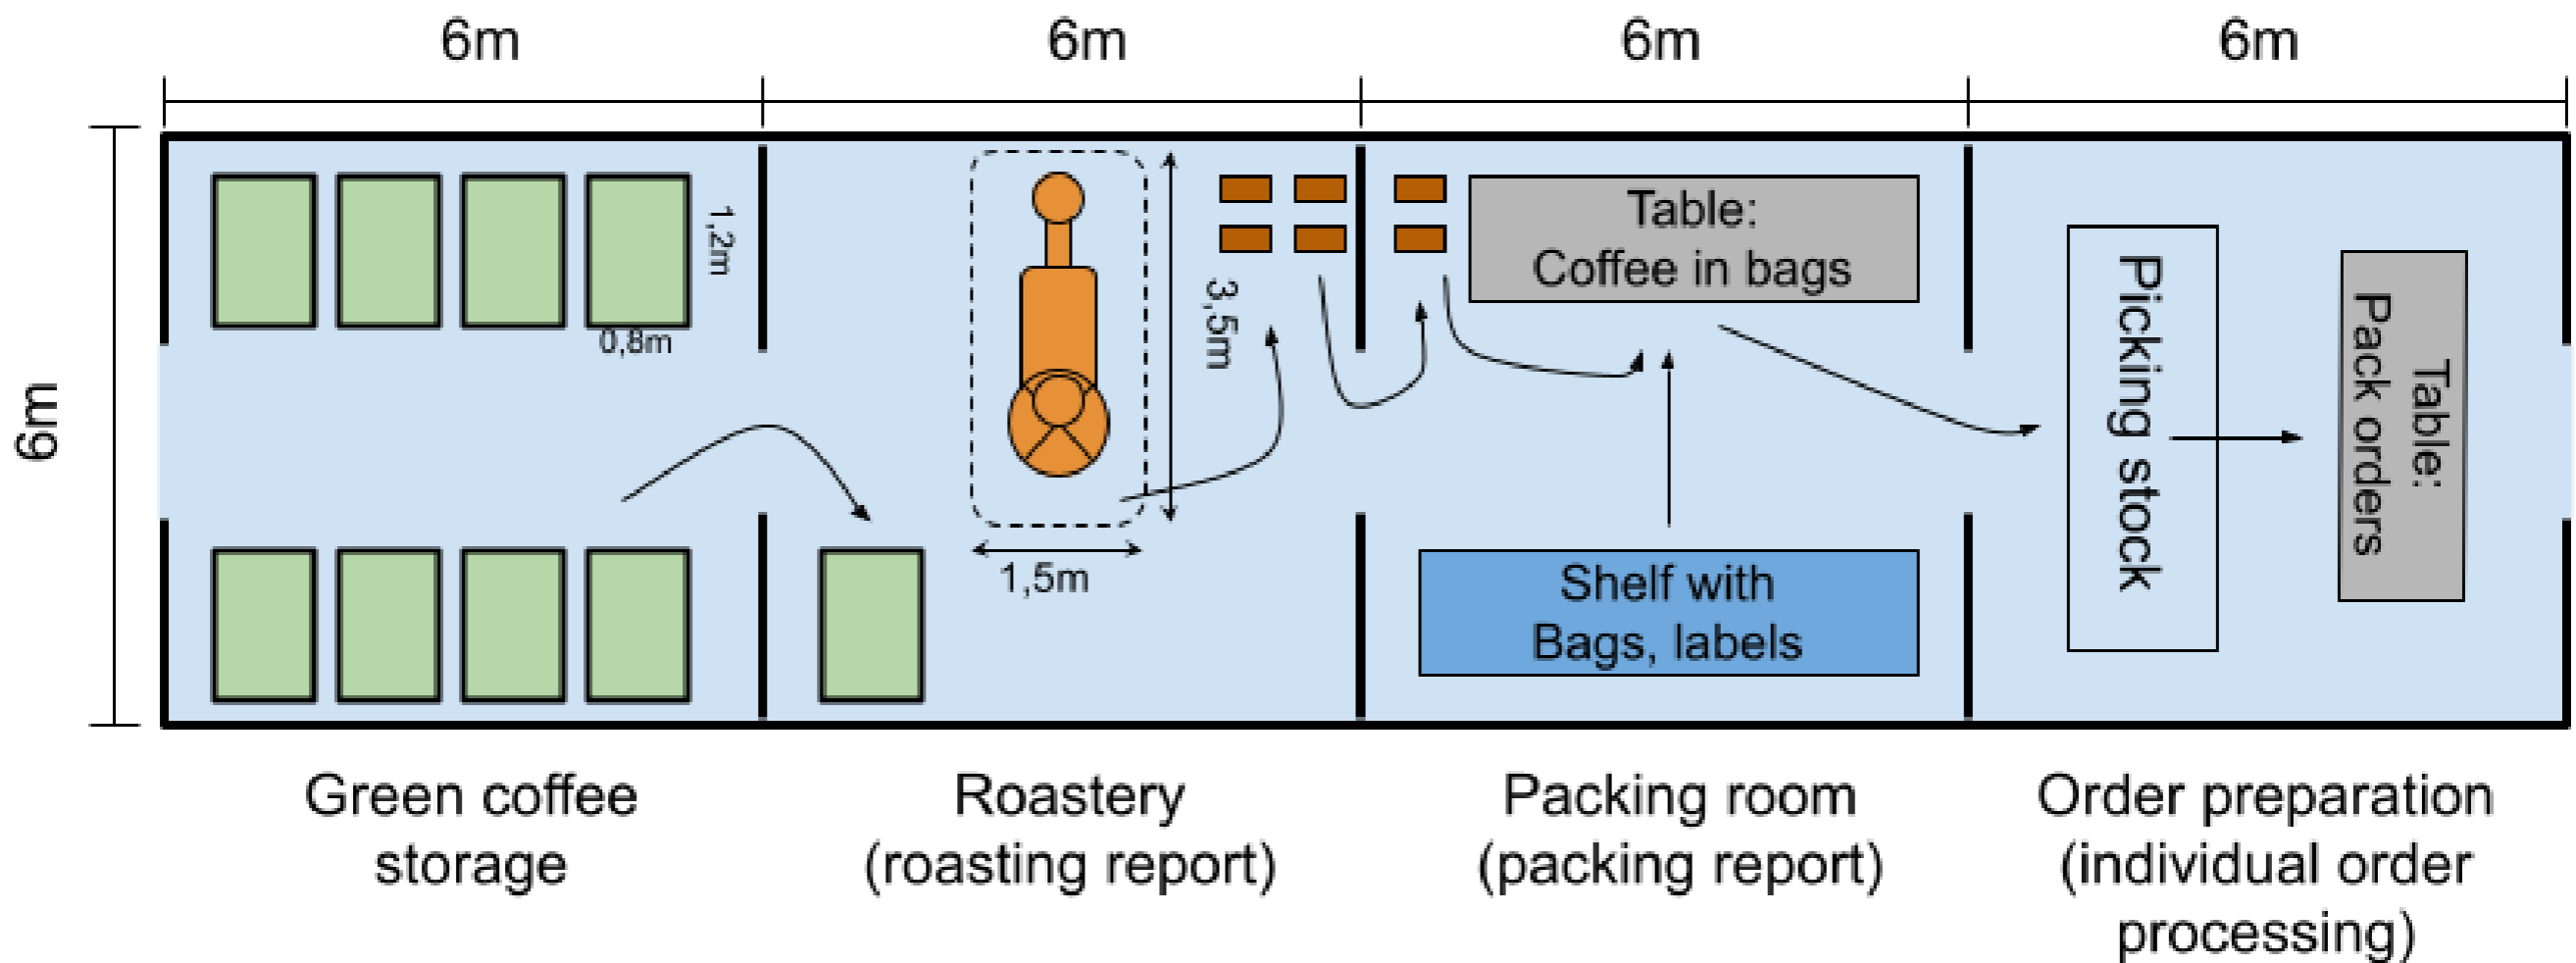 6m
6m
6m
6m
6m
1,2m
0,8m
3,5m
1,5m
Table:
Coffee in bags
Shelf with
Bags, labels
Picking stock
Table:
Pack orders
Green coffee
storage
Roastery
(roasting report)
Packing room
(packing report)
Order preparation
(individual order
processing)